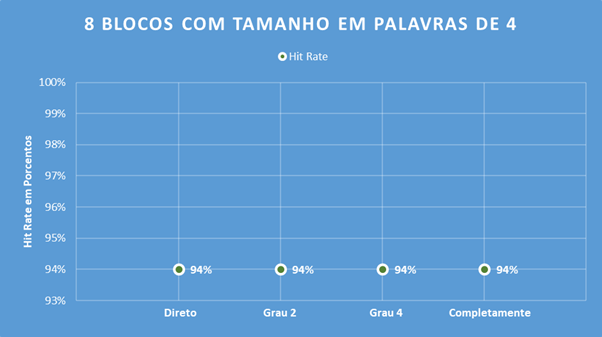 8 BLOCOS COM TAMANHO EM PALAVRAS DE 4
Hit Rate
Hit Rate em Porcentos
100%
99%
98%
97%
96%
95%
94%
93%
94% 94% 94% 94%
Direto Grau 2 Grau 4 Completamente